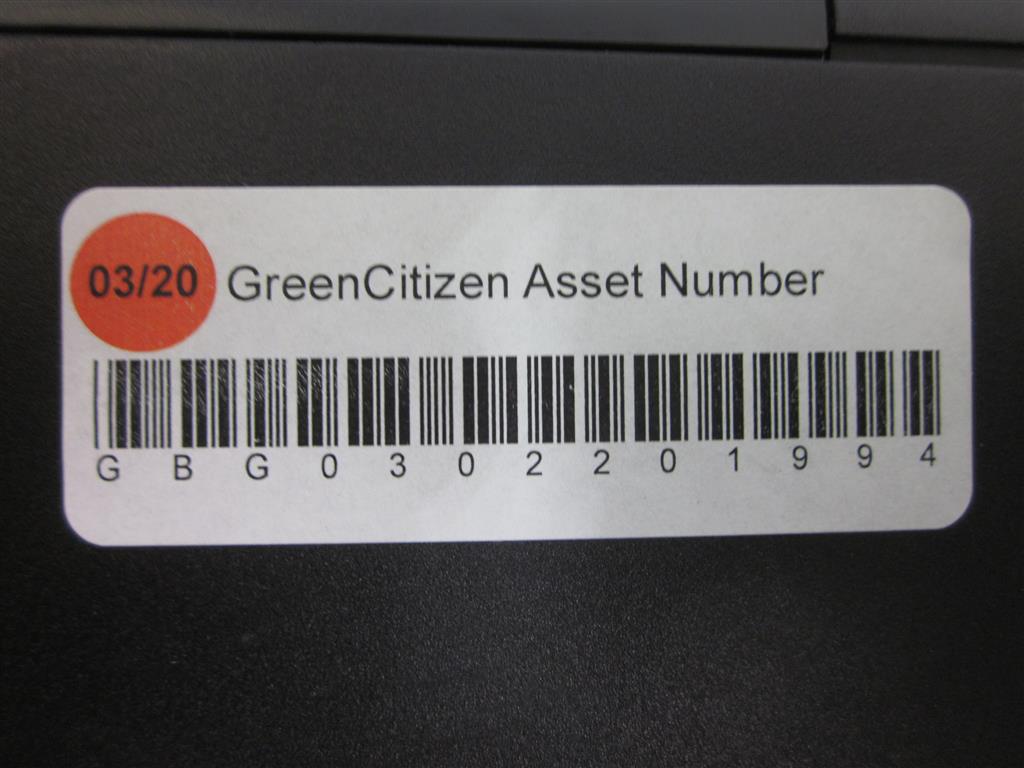 03/20 GreenCitizen Asset Number
G B G 0 3 0 2 2 0 1 9 9 4